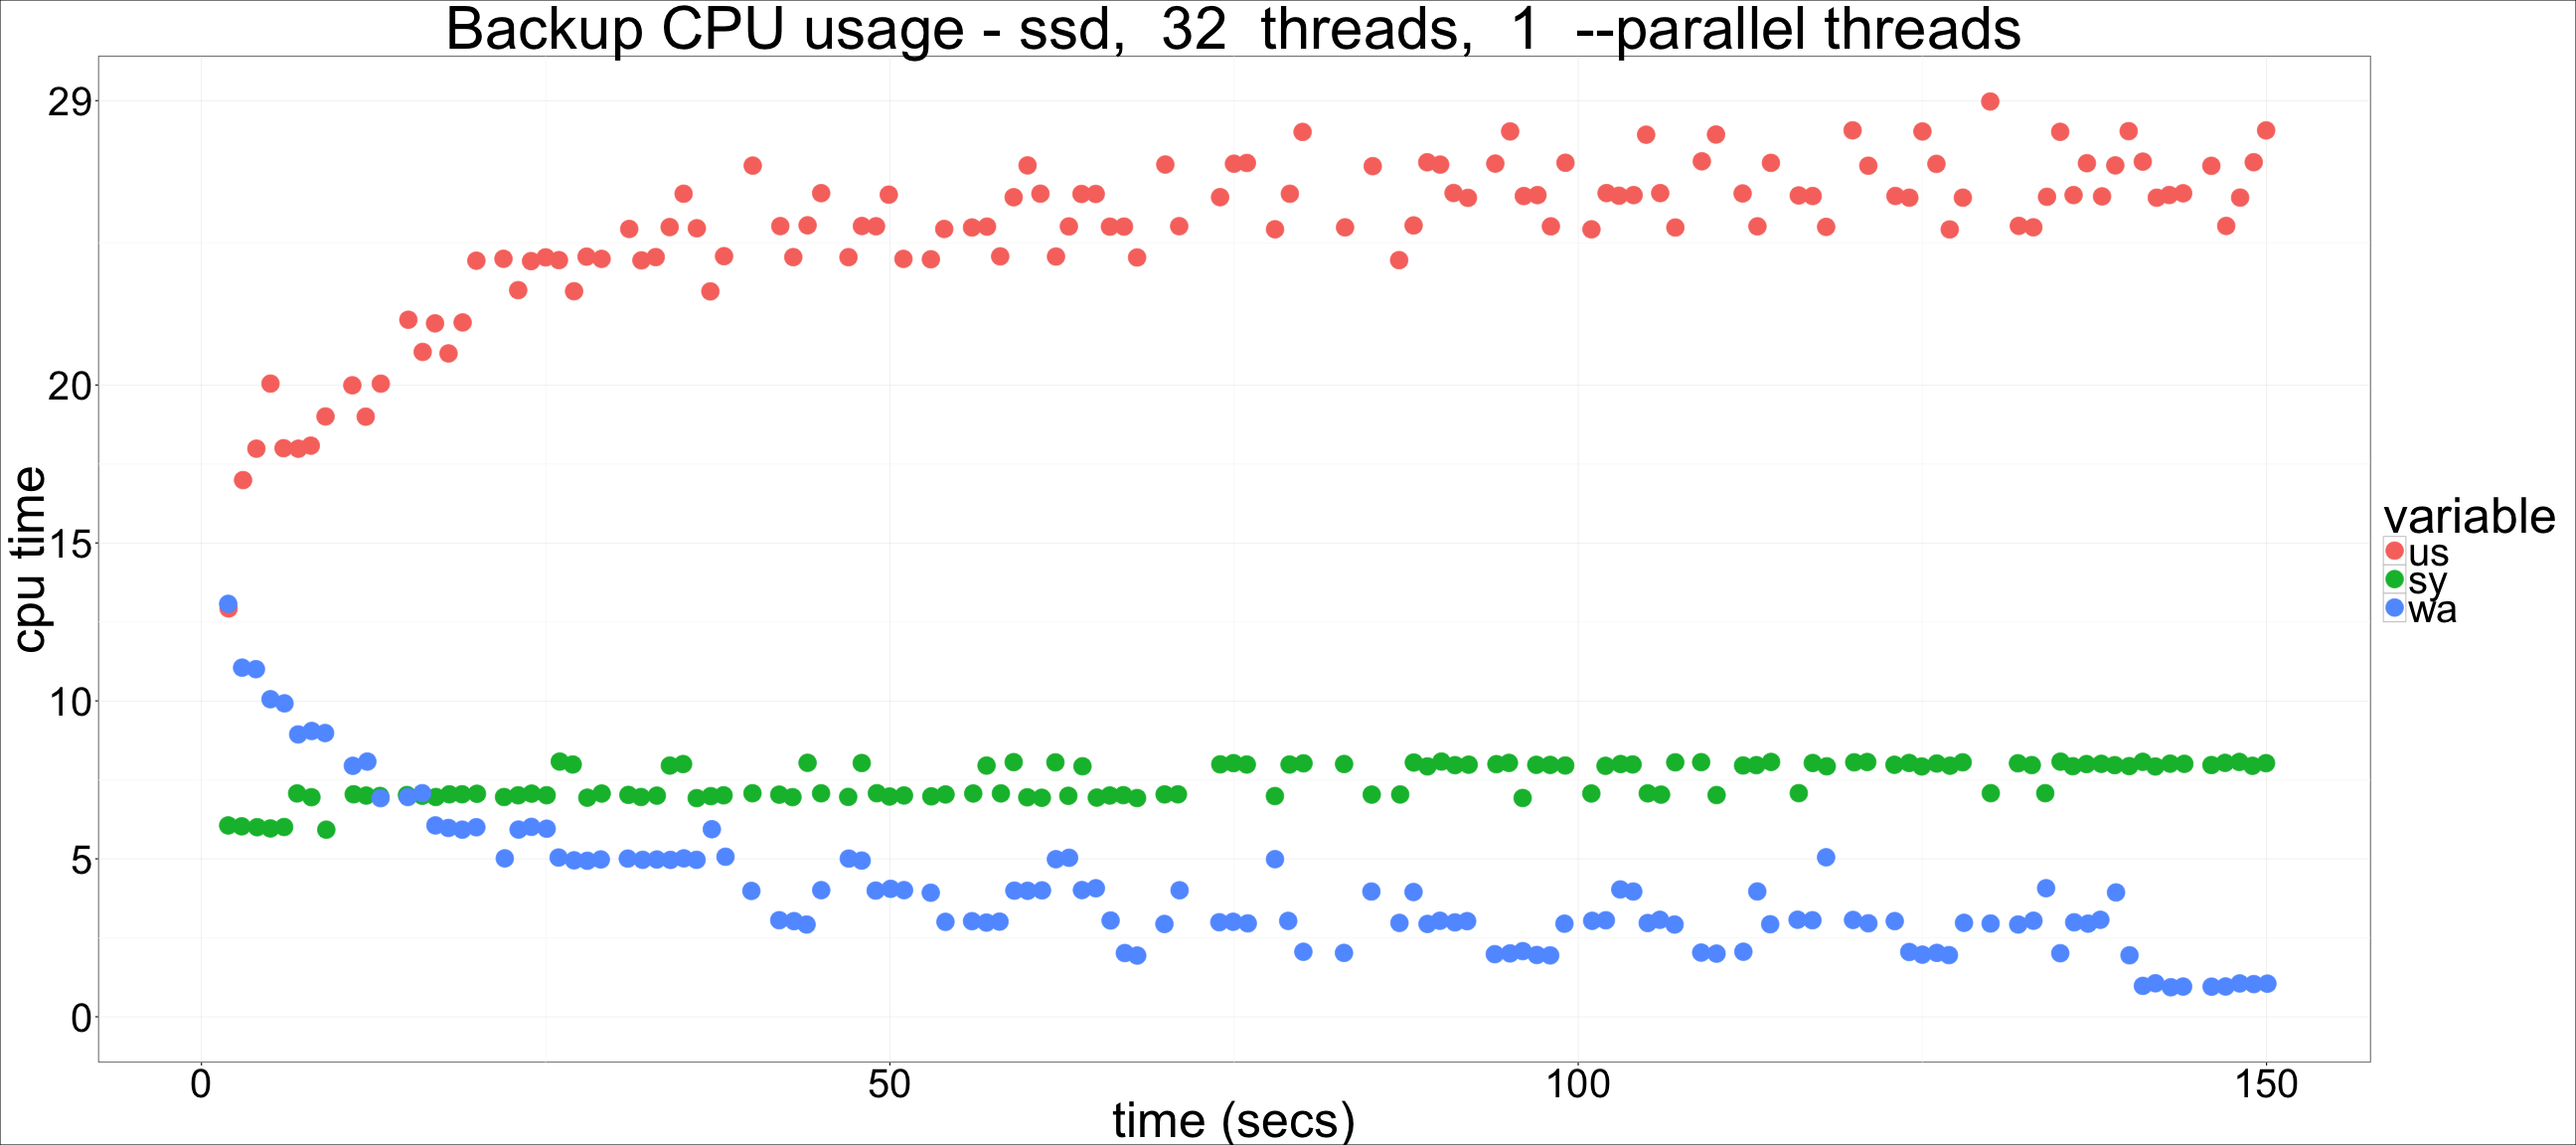 Backup CPU usage - ssd, 32 threads, 1 --parallel threads
29
20
15
10
5
0
cpu time
0 50 100 150
time (secs)
variable
us
sy
wa